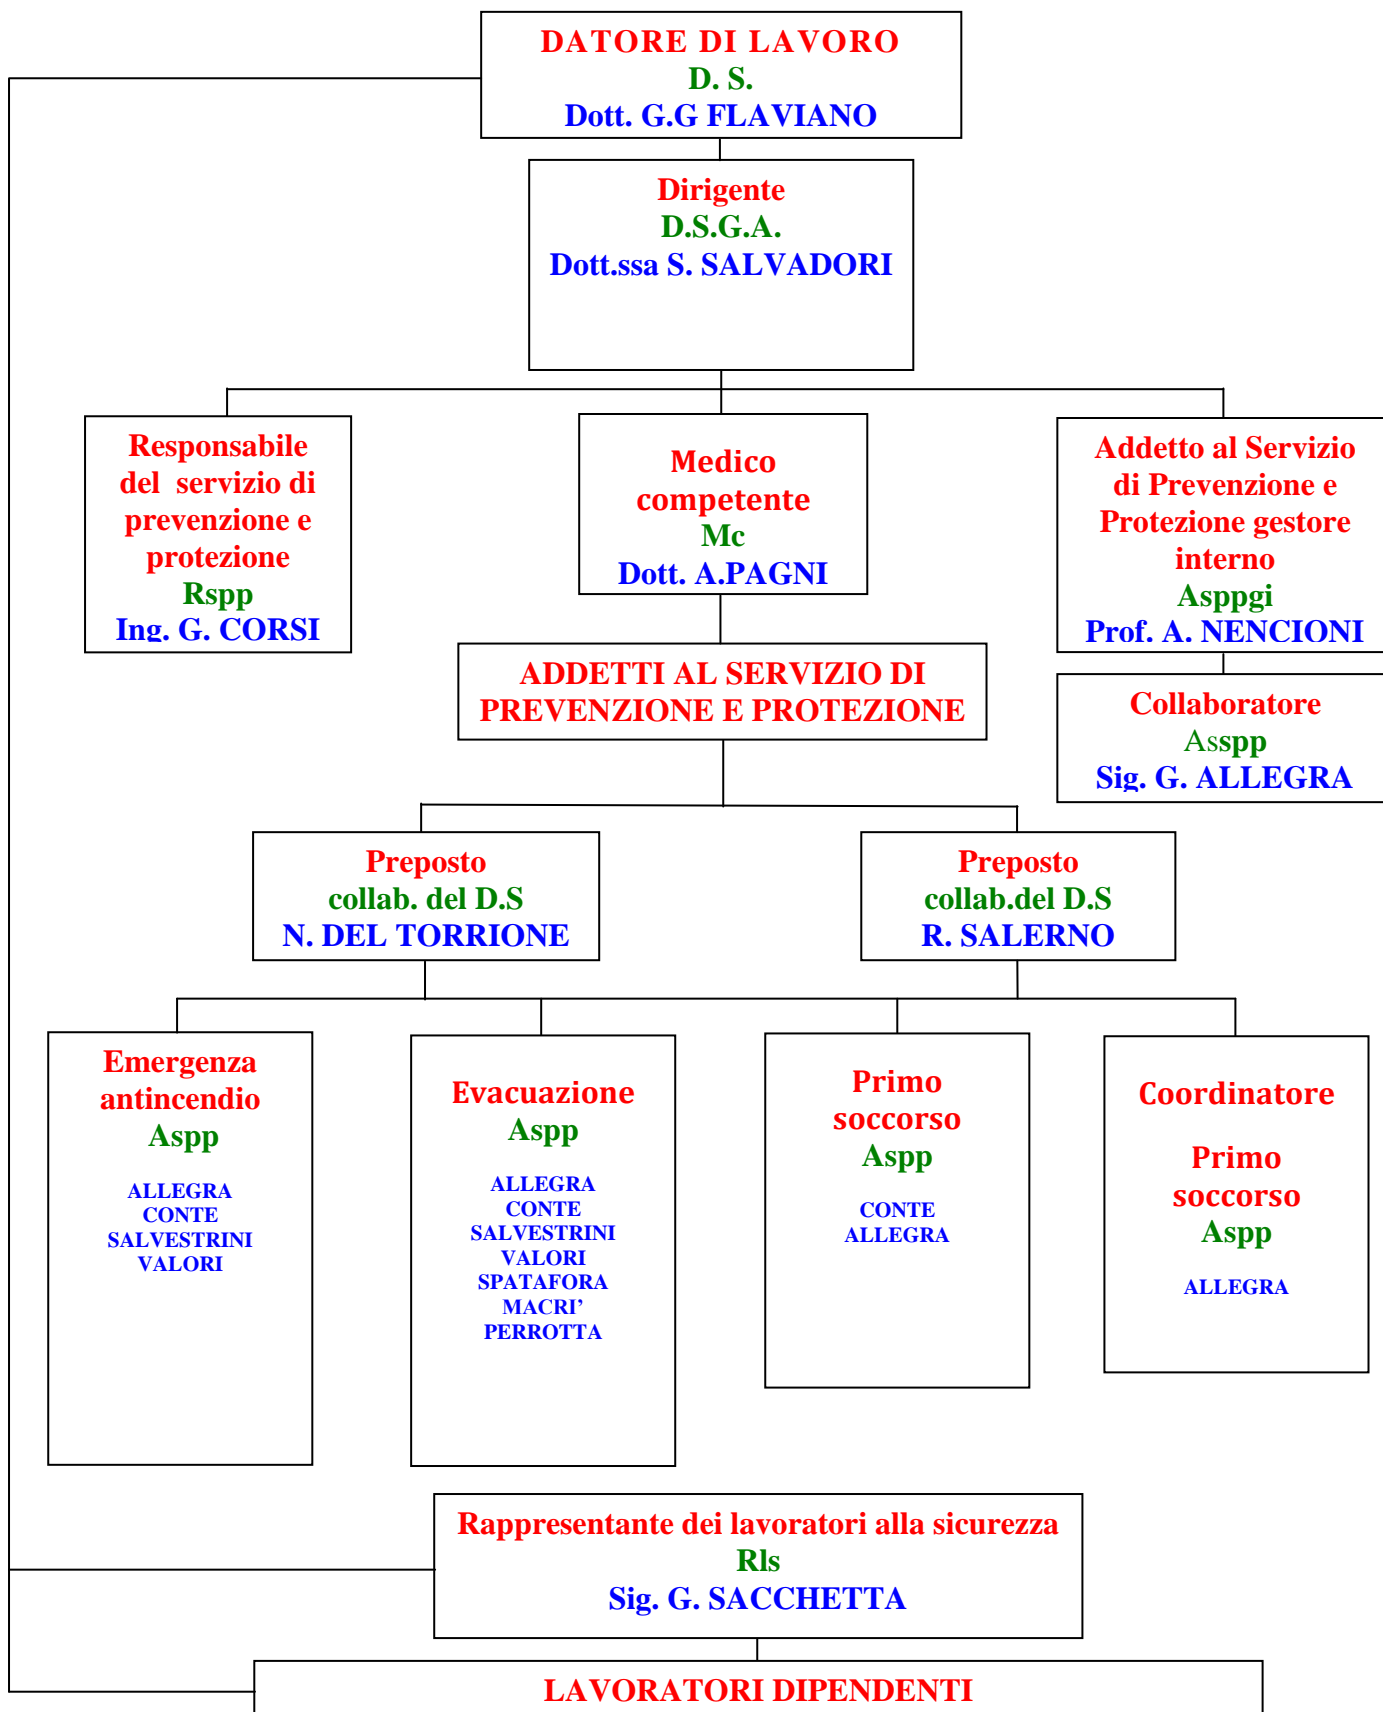 DATORE DI LAVORO
D. S.
Dott. G.G FLAVIANO
Dirigente
D.S.G.A.
Dott.ssa S. SALVADORI
Responsabile
del servizio di
prevenzione e
protezione
Rspp
Ing. G. CORSI
Medico
competente
Mc
Dott. A.PAGNI
Addetto al Servizio
di Prevenzione e
Protezione gestore
interno
Asppgi
Prof. A. NENCIONI
ADDETTI AL SERVIZIO DI
PREVENZIONE E PROTEZIONE
Collaboratore
Asspp
Sig. G. ALLEGRA
Preposto
collab. del D.S
N. DEL TORRIONE
Preposto
collab.del D.S
R. SALERNO
Emergenza
antincendio
Aspp
ALLEGRA
CONTE
SALVESTRINI
VALORI
Evacuazione
Aspp
ALLEGRA
CONTE
SALVESTRINI
VALORI
SPATAFORA
MACRI’
PERROTTA
Primo
soccorso
Aspp
CONTE
ALLEGRA
Coordinatore
Primo
soccorso
Aspp
ALLEGRA
Rappresentante dei lavoratori alla sicurezza
Rls
Sig. G. SACCHETTA
LAVORATORI DIPENDENTI